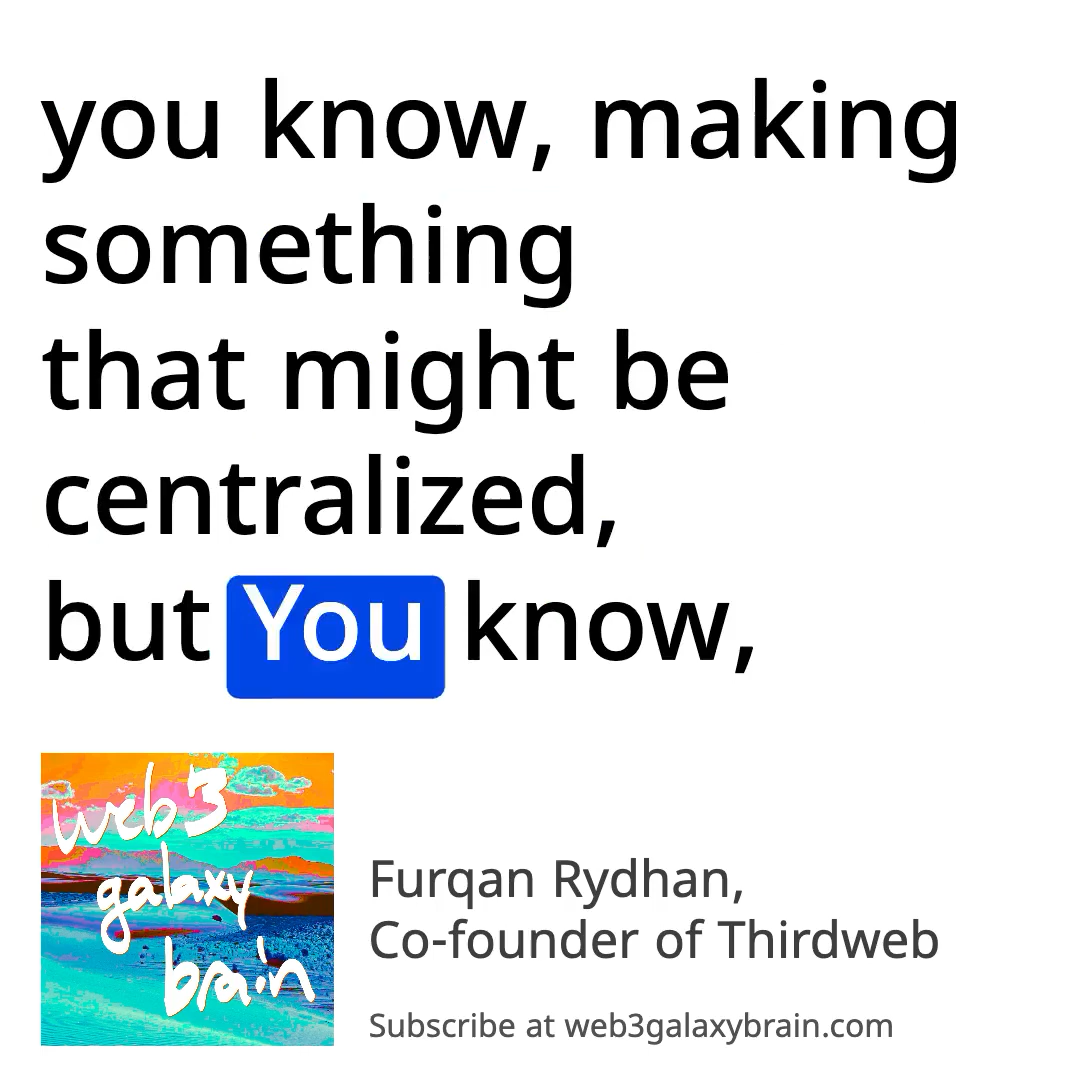 you know, making
something
that might be
centralized,
but You know,
web3
galaxy
brain
Furqan Rydhan,
Co-founder of Thirdweb
Subscribe at web3galaxybrain.com